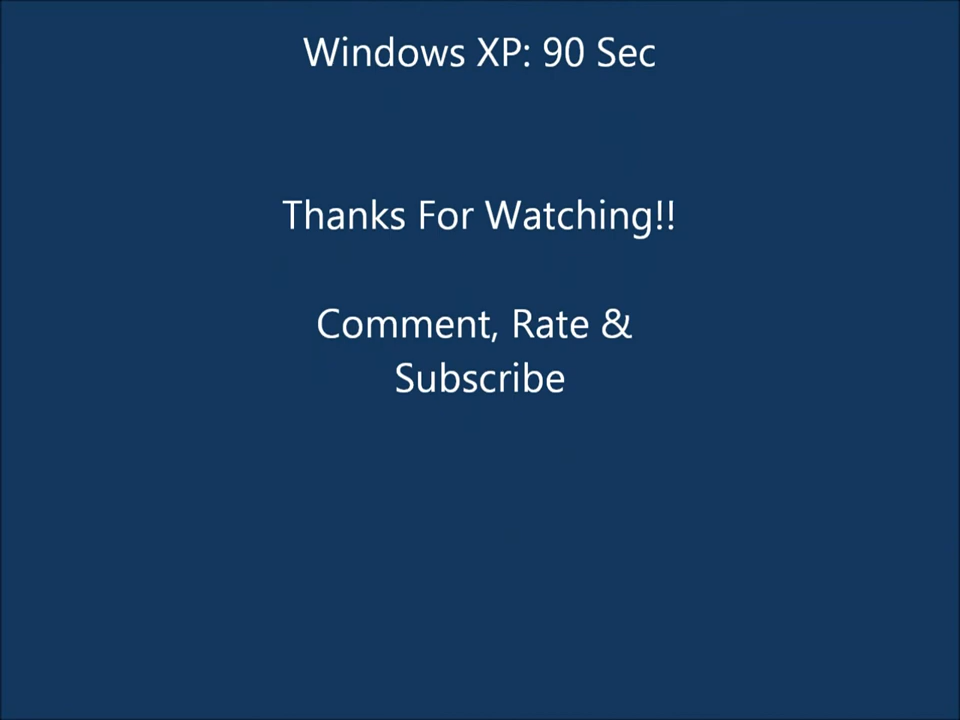 Windows XP: 90 Sec
Thanks For Watching!!
Comment, Rate &
Subscribe